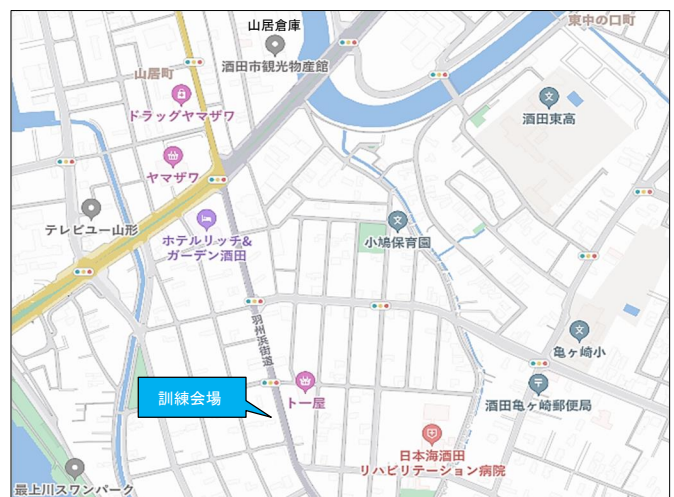 山居倉庫
東中の口町
酒田市観光物産館
山居町
ドラッグヤマザワ
酒田東高
ヤマザワ
テレビユー山形
ホテルリッチ&
ガーデン酒田
小鳩保育園
羽州浜街道
亀ヶ崎小
訓練会場
ト一屋
酒田亀ヶ崎郵便局
日本海酒田
リハビリテーション病院
最上川スワンパーク